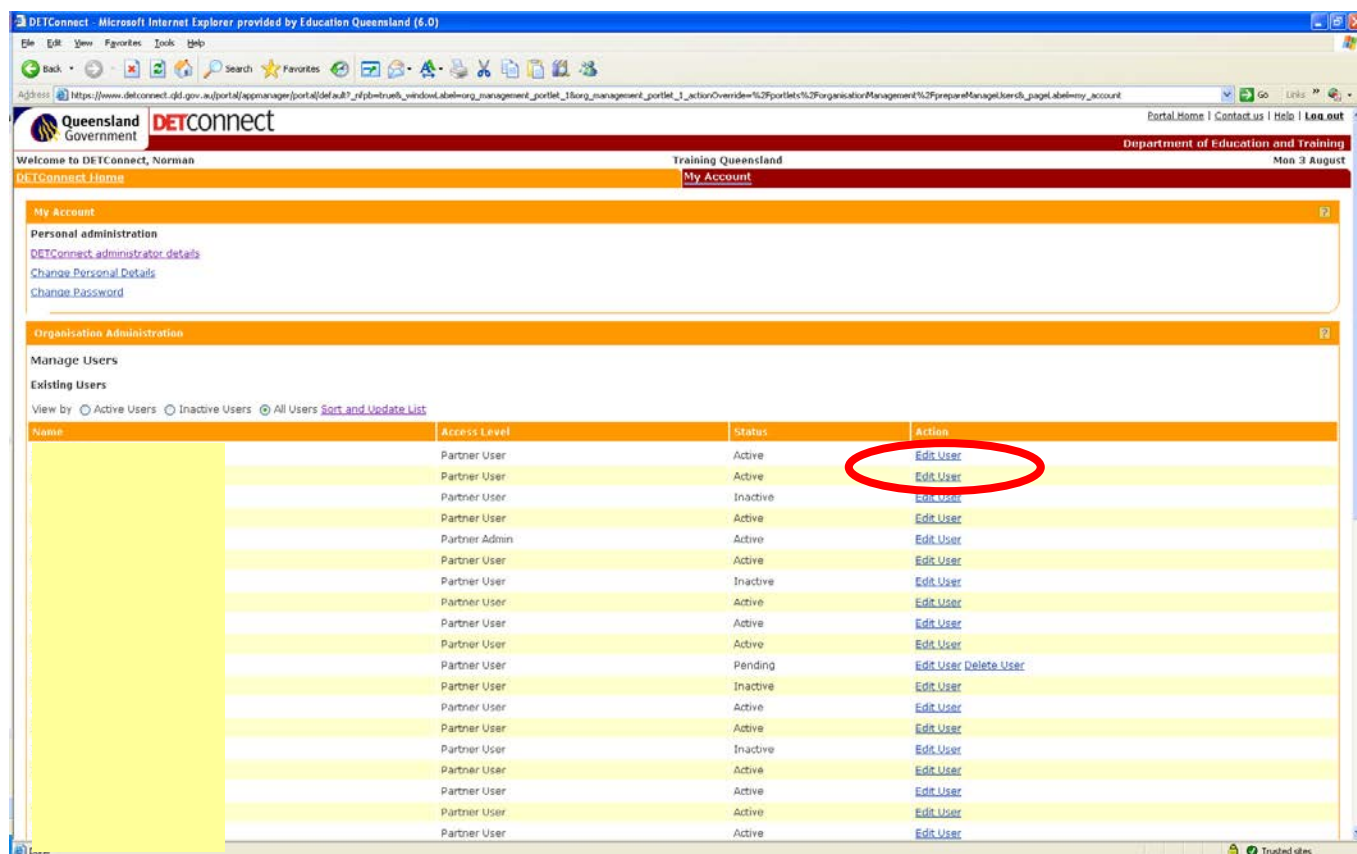 DETConnect - Microsoft Internet Explorer provided by Education Queensland (6.0)
File Edit View Favorites Tools Help
Back Search Favorites
Address https://www.detconnect.qld.gov.au/portal/appmanager/portal/default?_nfpb=true&_windowLabel=org_management_portlet_1&org_management_portlet_1_actionOverride=%2Fportlets%2ForganisationManagement%2FprepareManageUsers&_pageLabel=my_account Go Links »
Queensland Government DETconnect Portal Home | Contact us | Help | Log out
Department of Education and Training
Welcome to DETConnect, Norman Training Queensland Mon 3 August
DETConnect Home My Account
My Account ?
Personal administration
DETConnect administrator details
Change Personal Details
Change Password
Organisation Administration ?
Manage Users
Existing Users
View by Active Users Inactive Users All Users Sort and Update List
Name Access Level Status Action
Partner User Active Edit User
Partner User Active Edit User
Partner User Inactive Edit User
Partner User Active Edit User
Partner Admin Active Edit User
Partner User Active Edit User
Partner User Inactive Edit User
Partner User Active Edit User
Partner User Active Edit User
Partner User Active Edit User
Partner User Pending Edit User Delete User
Partner User Inactive Edit User
Partner User Active Edit User
Partner User Active Edit User
Partner User Inactive Edit User
Partner User Active Edit User
Partner User Active Edit User
Partner User Active Edit User
Partner User Active Edit User
Trusted sites